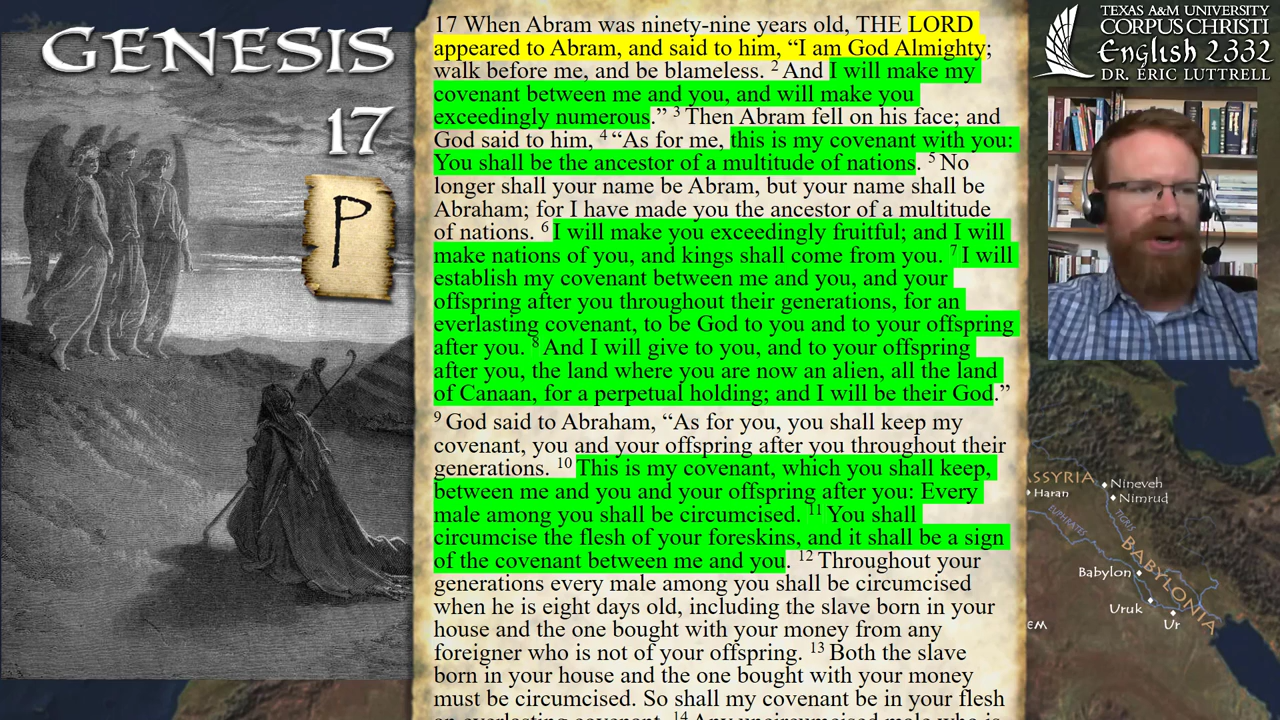 GENESIS
17
P
17 When Abram was ninety-nine years old, THE LORD
appeared to Abram, and said to him, “I am God Almighty;
walk before me, and be blameless. 2 And I will make my
covenant between me and you, and will make you
exceedingly numerous.” 3 Then Abram fell on his face; and
God said to him, 4 “As for me, this is my covenant with you:
You shall be the ancestor of a multitude of nations. 5 No
longer shall your name be Abram, but your name shall be
Abraham; for I have made you the ancestor of a multitude
of nations. 6 I will make you exceedingly fruitful; and I will
make nations of you, and kings shall come from you. 7 I will
establish my covenant between me and you, and your
offspring after you throughout their generations, for an
everlasting covenant, to be God to you and to your offspring
after you. 8 And I will give to you, and to your offspring
after you, the land where you are now an alien, all the land
of Canaan, for a perpetual holding; and I will be their God.”
9 God said to Abraham, “As for you, you shall keep my
covenant, you and your offspring after you throughout their
generations. 10 This is my covenant, which you shall keep,
between me and you and your offspring after you: Every
male among you shall be circumcised. 11 You shall
circumcise the flesh of your foreskins, and it shall be a sign
of the covenant between me and you. 12 Throughout your
generations every male among you shall be circumcised
when he is eight days old, including the slave born in your
house and the one bought with your money from any
foreigner who is not of your offspring. 13 Both the slave
born in your house and the one bought with your money
must be circumcised. So shall my covenant be in your flesh
an everlasting covenant. 14 Any uncircumcised male who is
TEXAS A&M UNIVERSITY
CORPUS CHRISTI
English 2332
DR. ERIC LUTTRELL
ASSYRIA
Nineveh
Haran
Nimrud
EUPHRATES
TIGRIS
BABYLONIA
Babylon
Uruk
Ur
EM